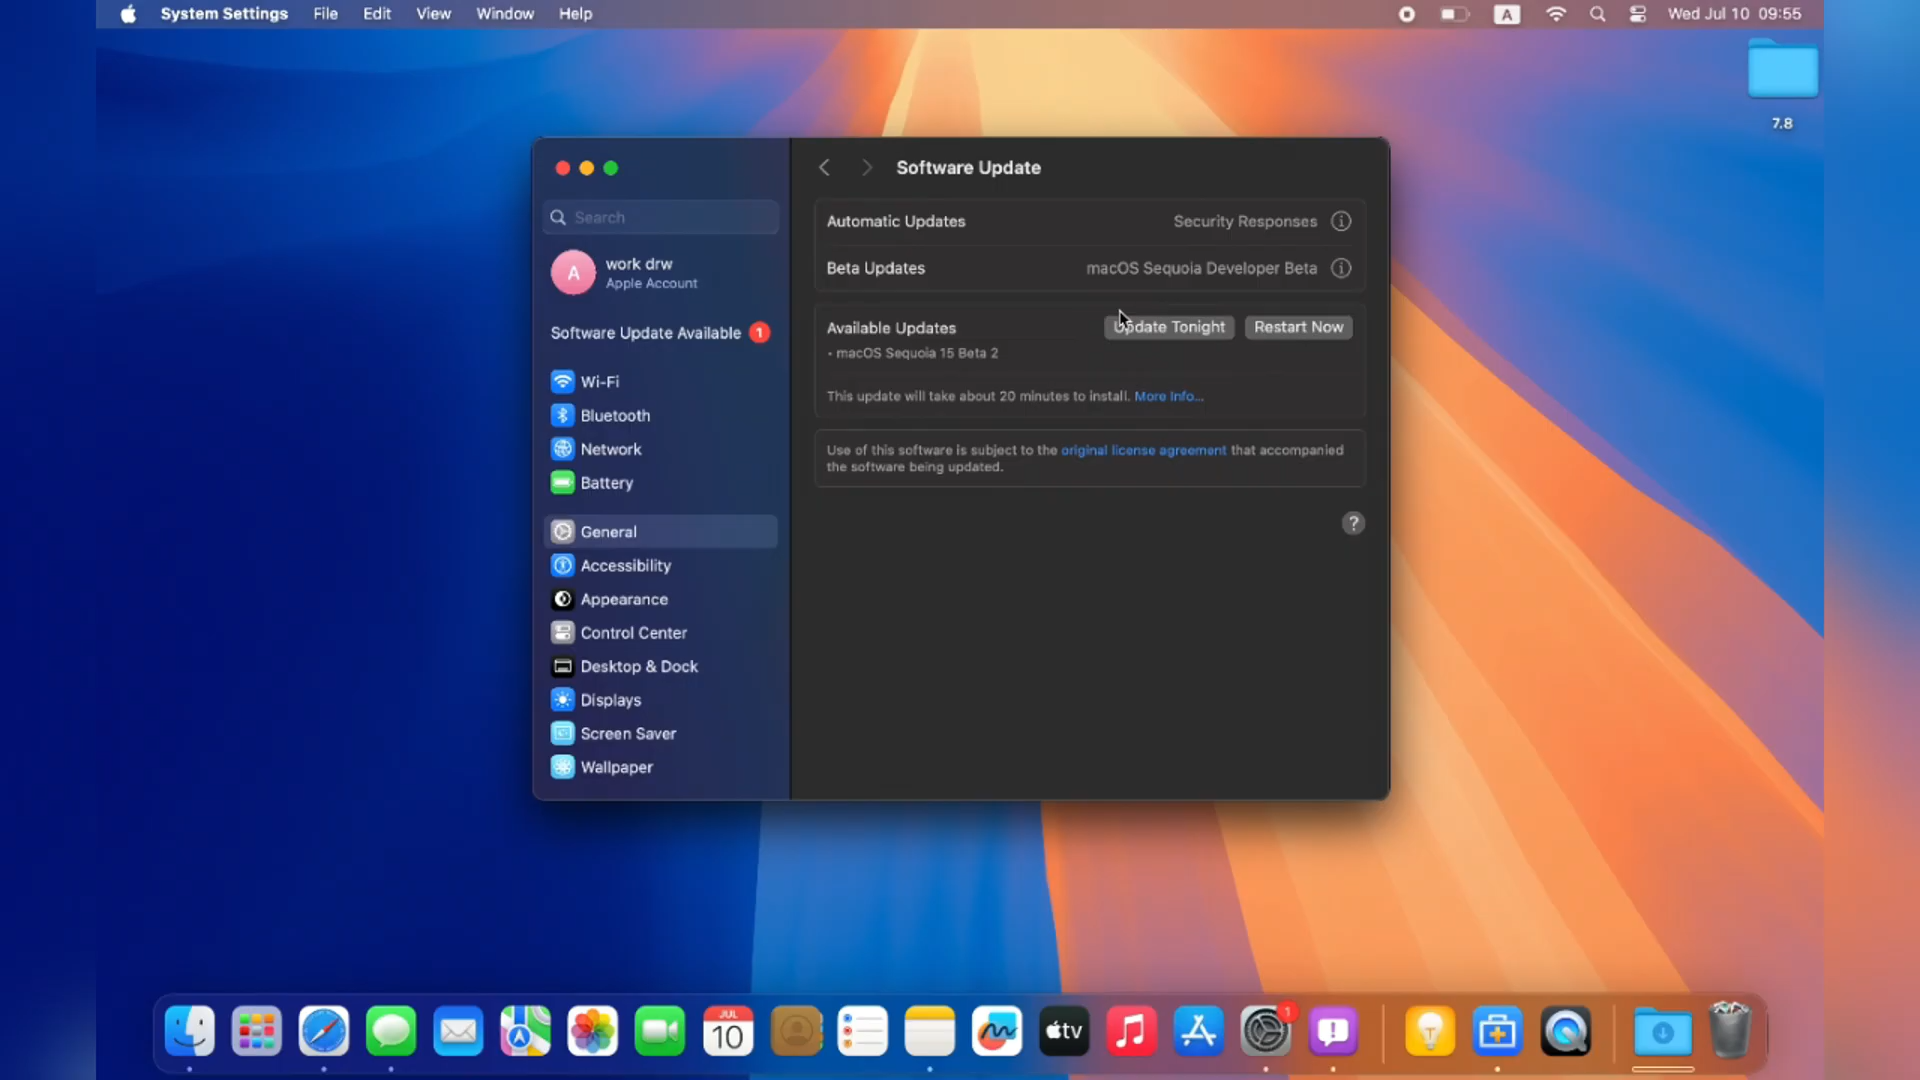 System Settings File Edit View Window Help
A
Wed Jul 10 09:55
7.8
Software Update
Search
A
work drw
Apple Account
Software Update Available 1
Wi-Fi
Bluetooth
Network
Battery
General
Accessibility
Appearance
Control Center
Desktop & Dock
Displays
Screen Saver
Wallpaper
Automatic Updates Security Responses
Beta Updates macOS Sequoia Developer Beta
Available Updates Update Tonight Restart Now
• macOS Sequoia 15 Beta 2
This update will take about 20 minutes to install. More Info...
Use of this software is subject to the original license agreement that accompanied
the software being updated.
?
JUL
10
tv
1